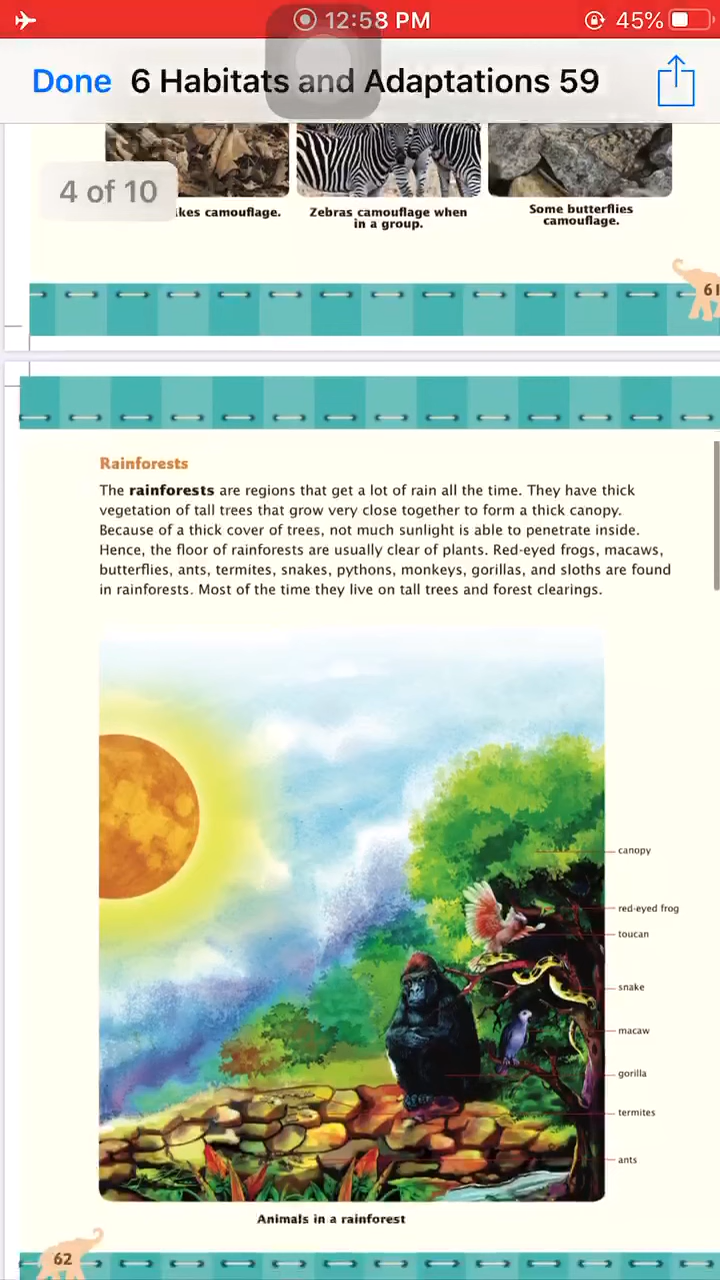 12:58 PM
45%
Done 6 Habitats and Adaptations 59
4 of 10
camouflage.
Zebras camouflage when
in a group.
Some butterflies
camouflage.
61
Rainforests
The rainforests are regions that get a lot of rain all the time. They have thick
vegetation of tall trees that grow very close together to form a thick canopy.
Because of a thick cover of trees, not much sunlight is able to penetrate inside.
Hence, the floor of rainforests are usually clear of plants. Red-eyed frogs, macaws,
butterflies, ants, termites, snakes, pythons, monkeys, gorillas, and sloths are found
in rainforests. Most of the time they live on tall trees and forest clearings.
canopy
red-eyed frog
toucan
snake
macaw
gorilla
termites
ants
Animals in a rainforest
62